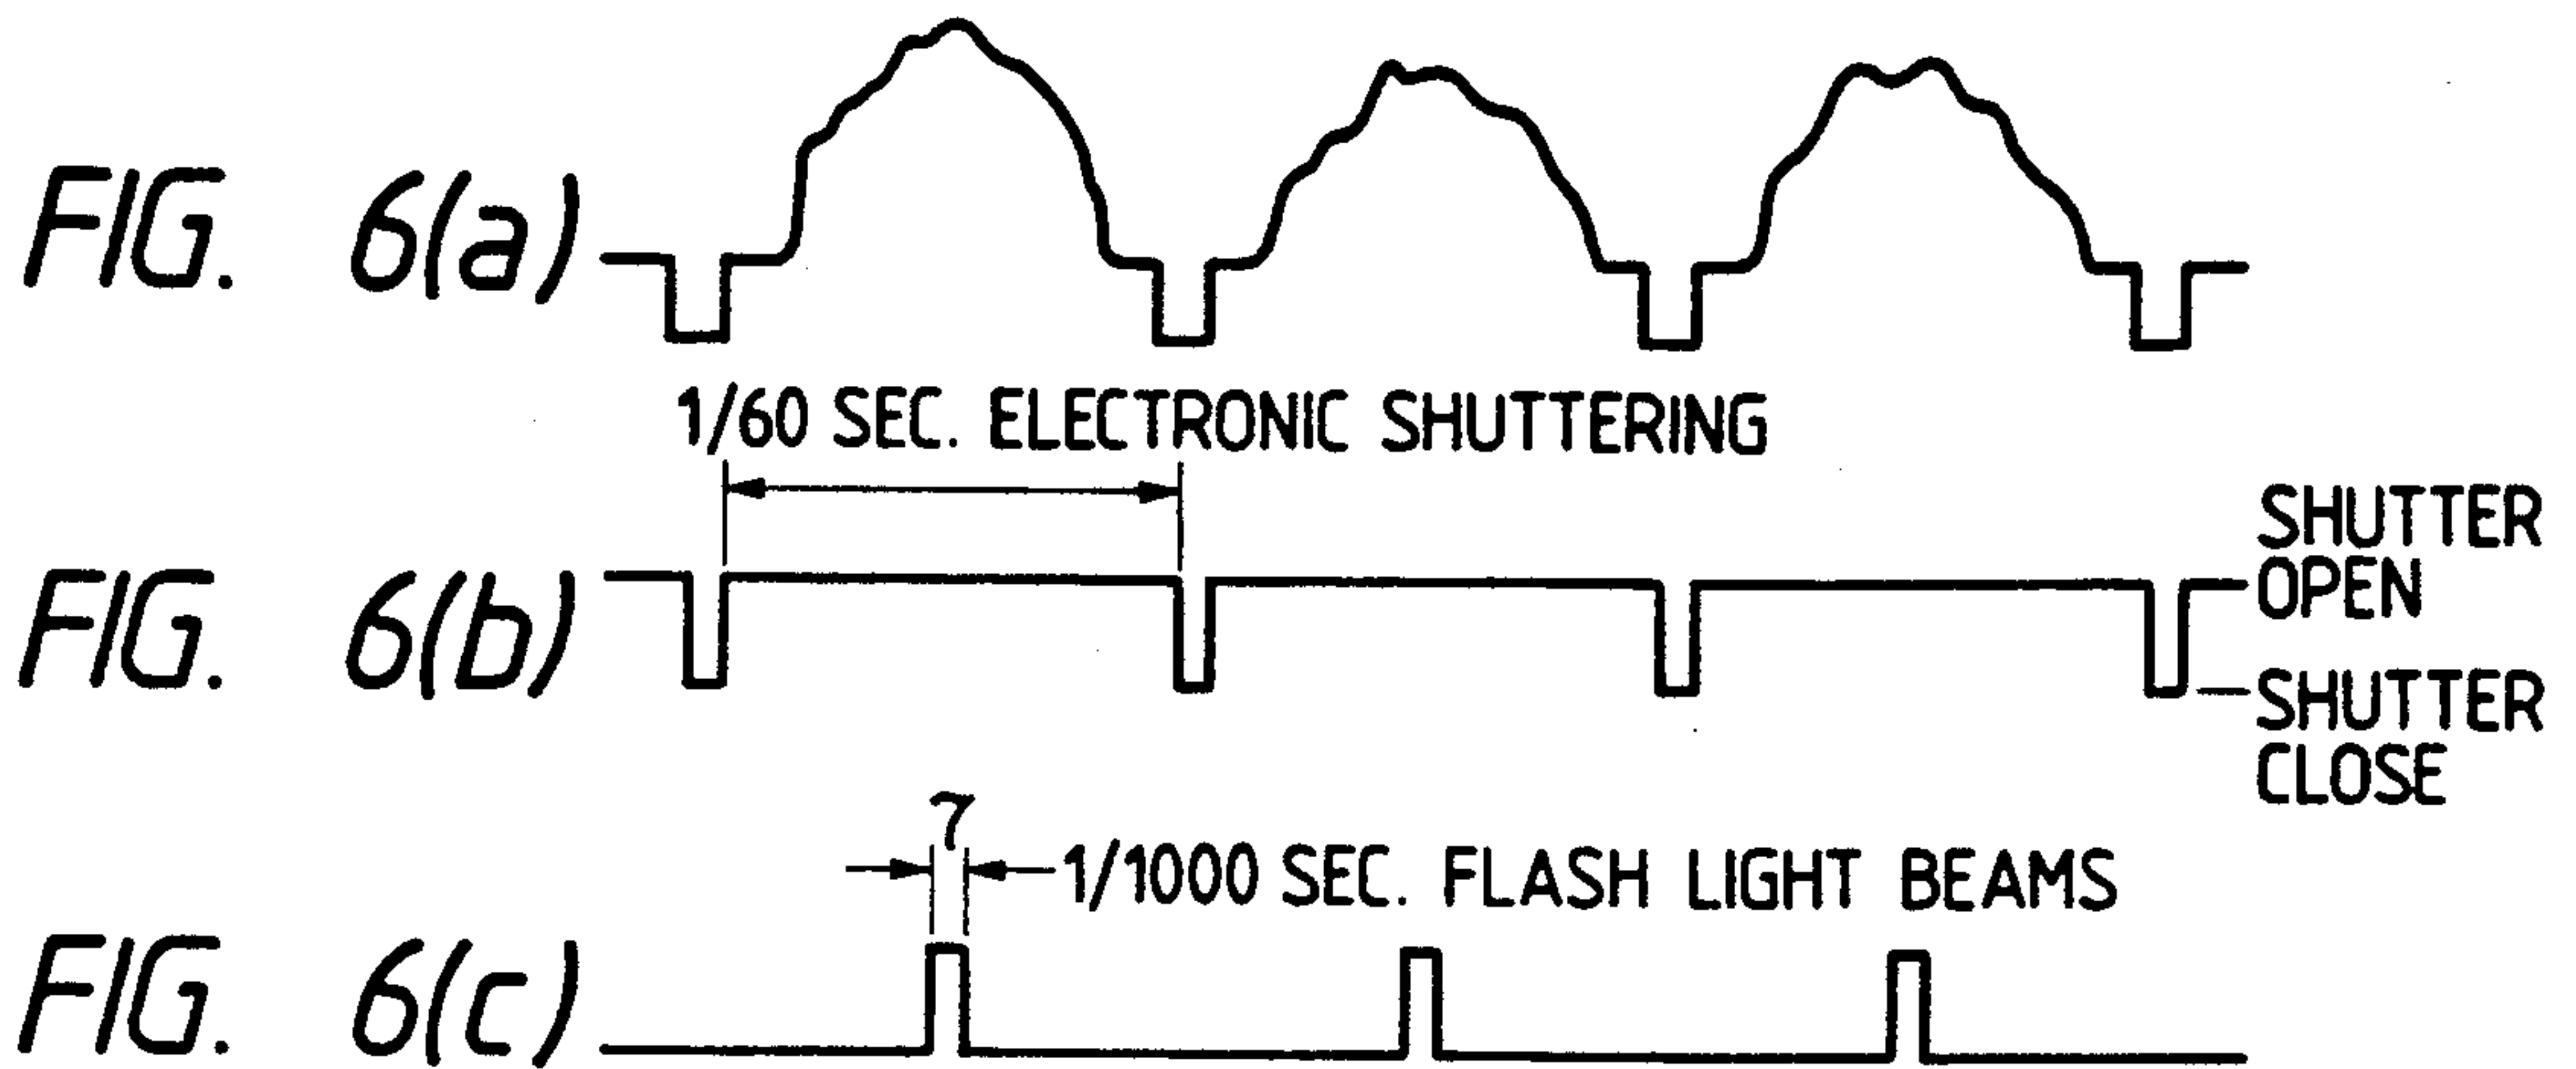 FIG. 6(a)
1/60 SEC. ELECTRONIC SHUTTERING
FIG. 6(b)
SHUTTER
OPEN
SHUTTER
CLOSE
1/1000 SEC. FLASH LIGHT BEAMS
FIG. 6(c)